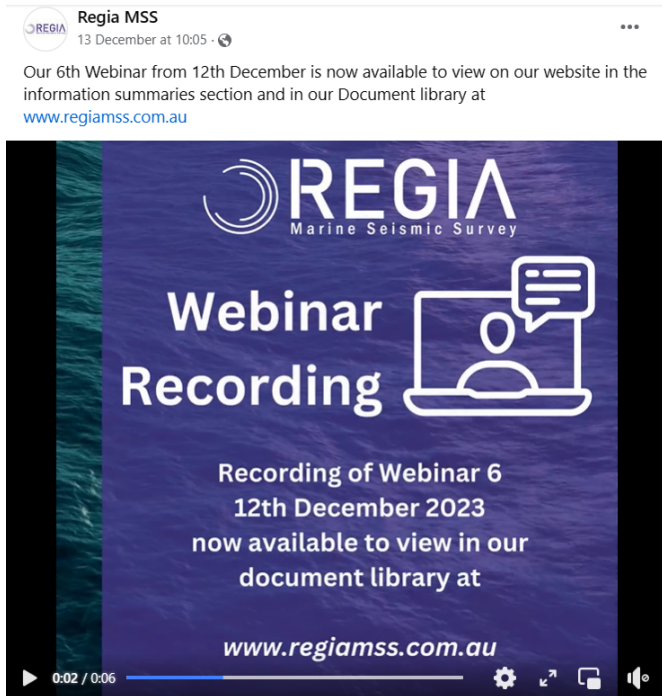 REGIA
Regia MSS
13 December at 10:05
Our 6th Webinar from 12th December is now available to view on our website in the
information summaries section and in our Document library at
www.regiamss.com.au
REGIA
Marine Seismic Survey
Webinar
Recording
Recording of Webinar 6
12th December 2023
now available to view in our
document library at
www.regiamss.com.au
0:02 / 0:06